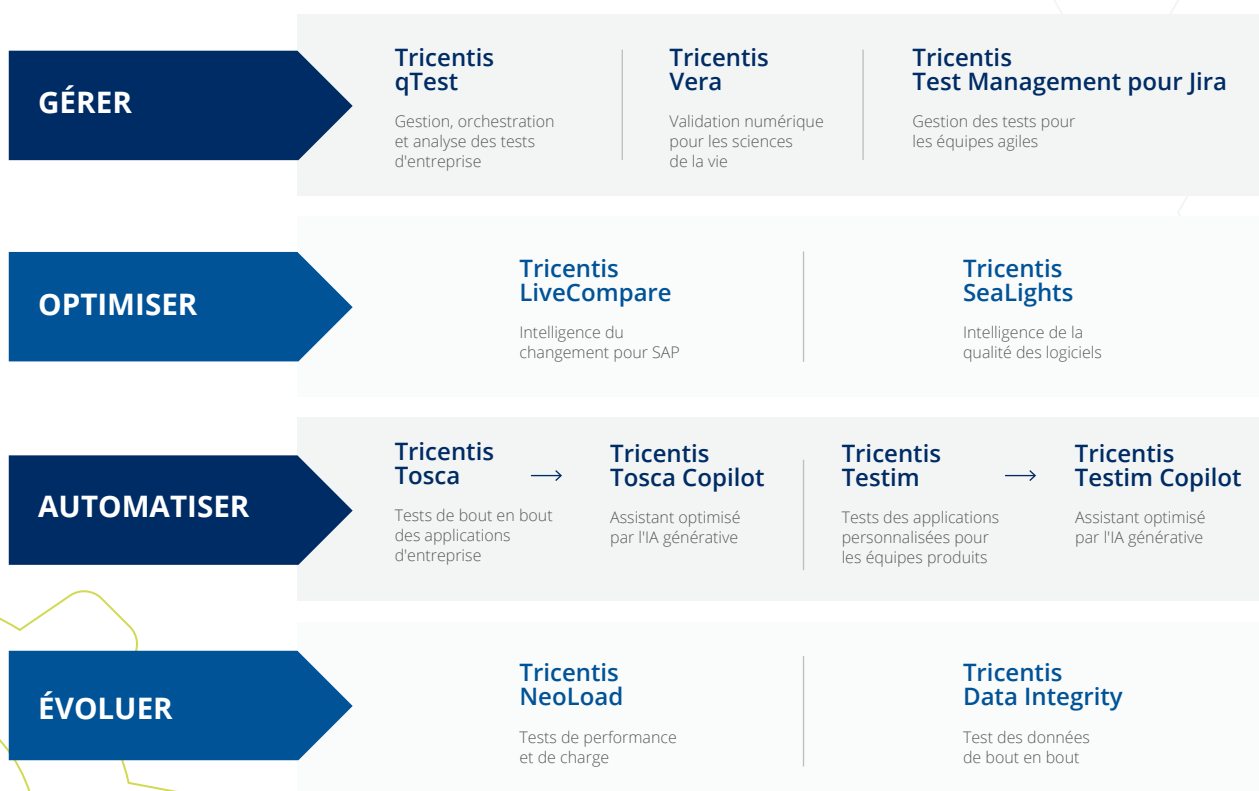 GÉRER
Tricentis
qTest
Gestion, orchestration
et analyse des tests
d'entreprise
Tricentis
Vera
Validation numérique
pour les sciences
de la vie
Tricentis
Test Management pour Jira
Gestion des tests pour
les équipes agiles
OPTIMISER
Tricentis
LiveCompare
Intelligence du
changement pour SAP
Tricentis
SeaLights
Intelligence de la
qualité des logiciels
AUTOMATISER
Tricentis
Tosca
Tests de bout en bout
des applications
d'entreprise
Tricentis
Tosca Copilot
Assistant optimisé
par l'IA générative
Tricentis
Testim
Tests des applications
personnalisées pour
les équipes produits
Tricentis
Testim Copilot
Assistant optimisé
par l'IA générative
ÉVOLUER
Tricentis
NeoLoad
Tests de performance
et de charge
Tricentis
Data Integrity
Test des données
de bout en bout